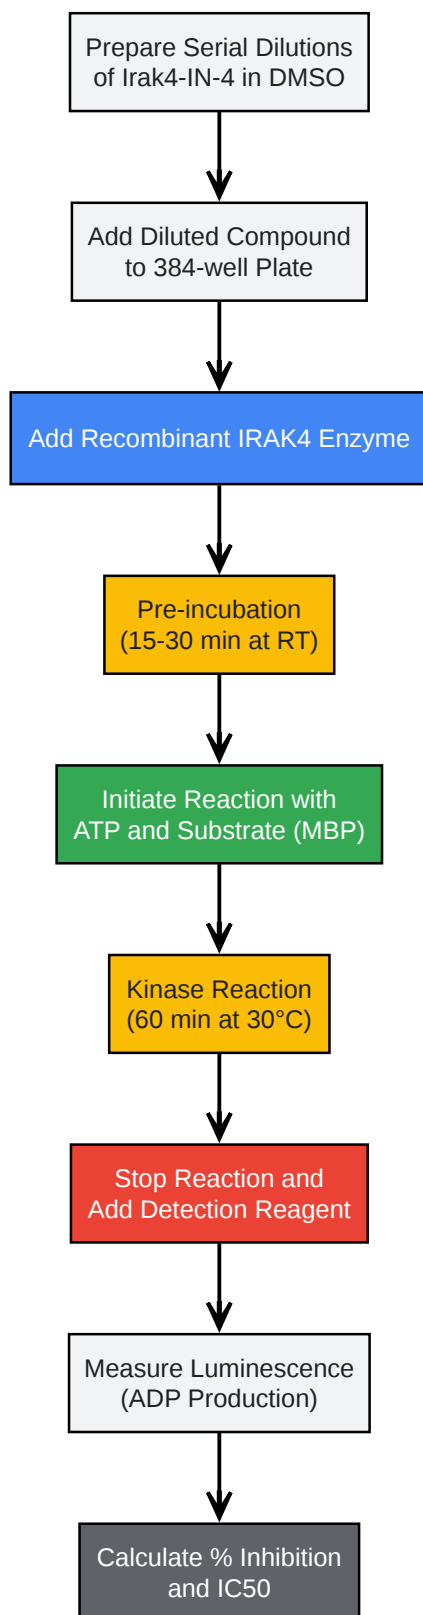 Prepare Serial Dilutions
of Irak4-IN-4 in DMSO
Add Diluted Compound
to 384-well Plate
Add Recombinant IRAK4 Enzyme
Pre-incubation
(15-30 min at RT)
Initiate Reaction with
ATP and Substrate (MBP)
Kinase Reaction
(60 min at 30°C)
Stop Reaction and
Add Detection Reagent
Measure Luminescence
(ADP Production)
Calculate % Inhibition
and IC50